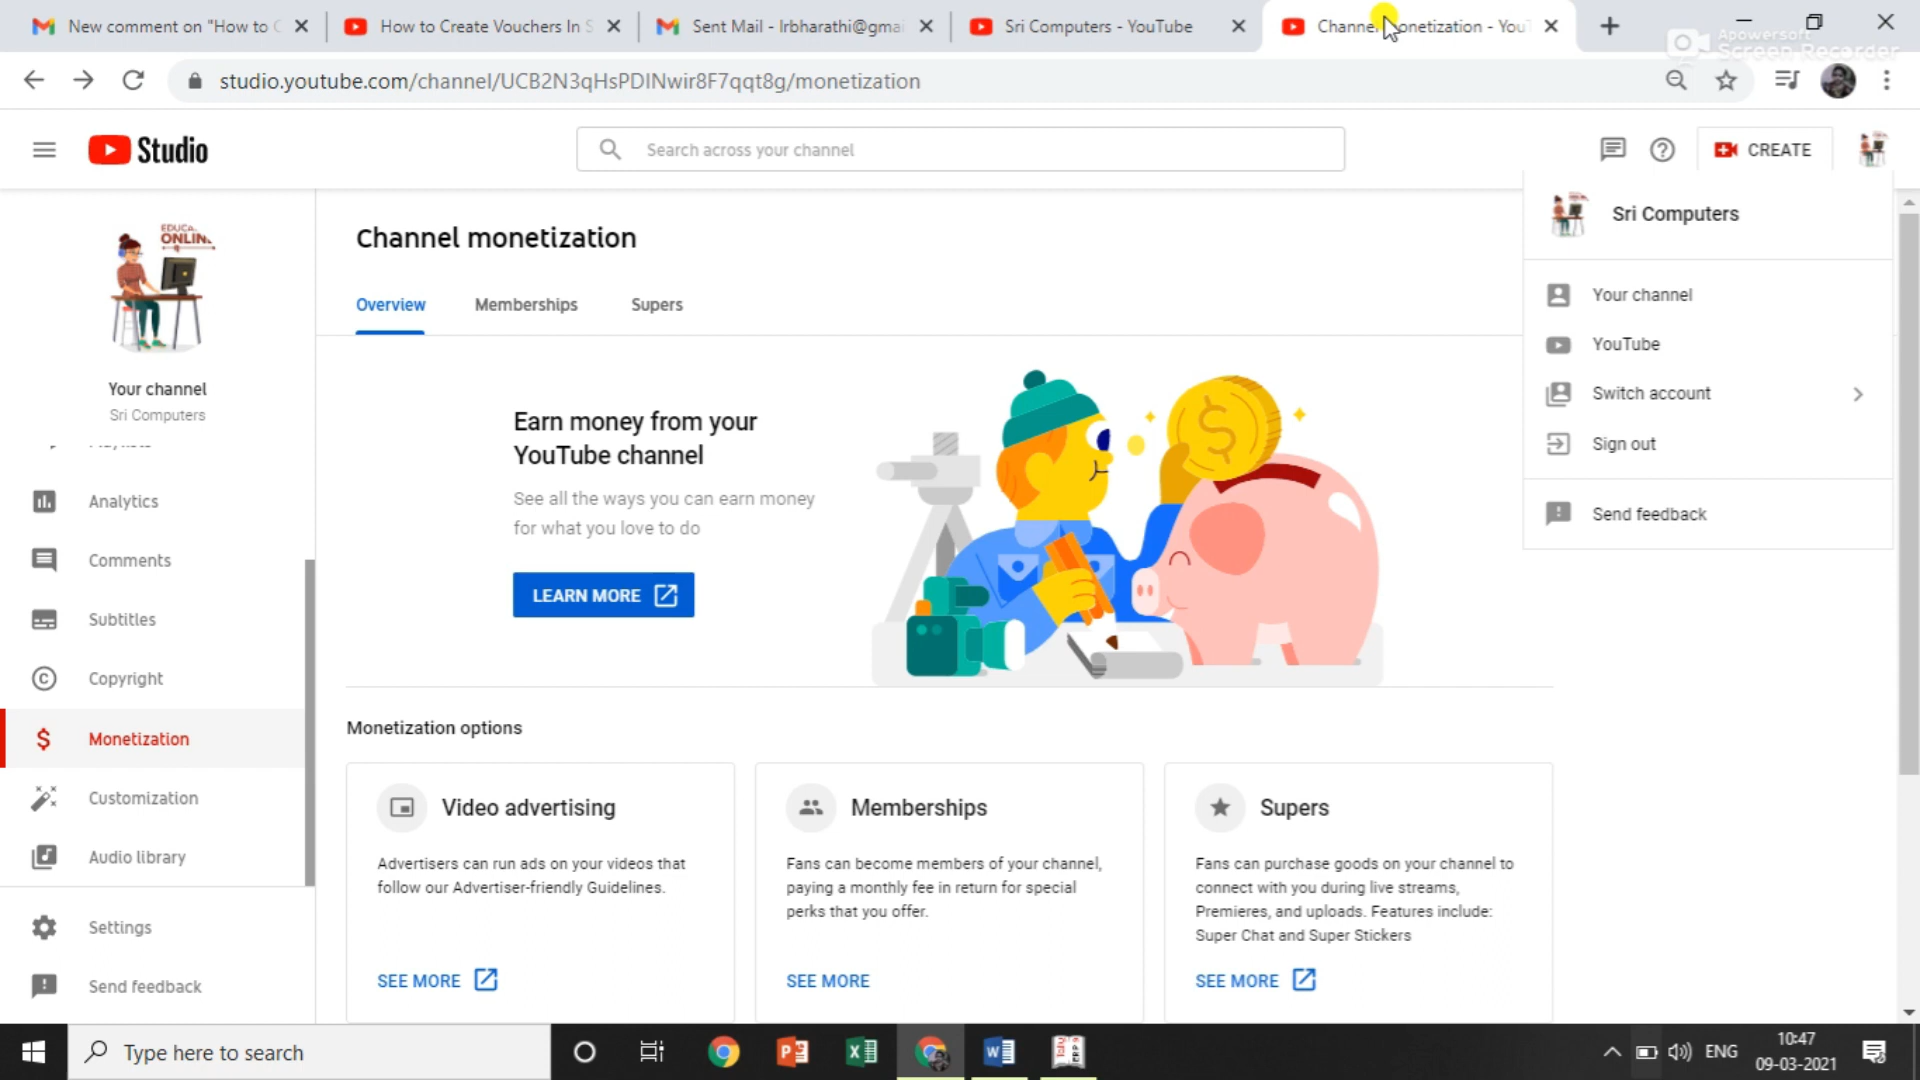 New comment on "How to C
How to Create Vouchers In S
Sent Mail - lrbharathi@gmai
Sri Computers - YouTube
Channel monetization - You
Apowersoft
Screen Recorder
studio.youtube.com/channel/UCB2N3qHsPDINwir8F7qqt8g/monetization
Studio
Search across your channel
CREATE
EDUCA
ONLIN
Your channel
Sri Computers
Analytics
Comments
Subtitles
Copyright
Monetization
Customization
Audio library
Settings
Send feedback
Channel monetization
Overview
Memberships
Supers
Earn money from your
YouTube channel
See all the ways you can earn money
for what you love to do
LEARN MORE
Monetization options
Video advertising
Advertisers can run ads on your videos that
follow our Advertiser-friendly Guidelines.
SEE MORE
Memberships
Fans can become members of your channel,
paying a monthly fee in return for special
perks that you offer.
SEE MORE
Supers
Fans can purchase goods on your channel to
connect with you during live streams,
Premieres, and uploads. Features include:
Super Chat and Super Stickers
SEE MORE
Sri Computers
Your channel
YouTube
Switch account
Sign out
Send feedback
Type here to search
ENG
10:47
09-03-2021